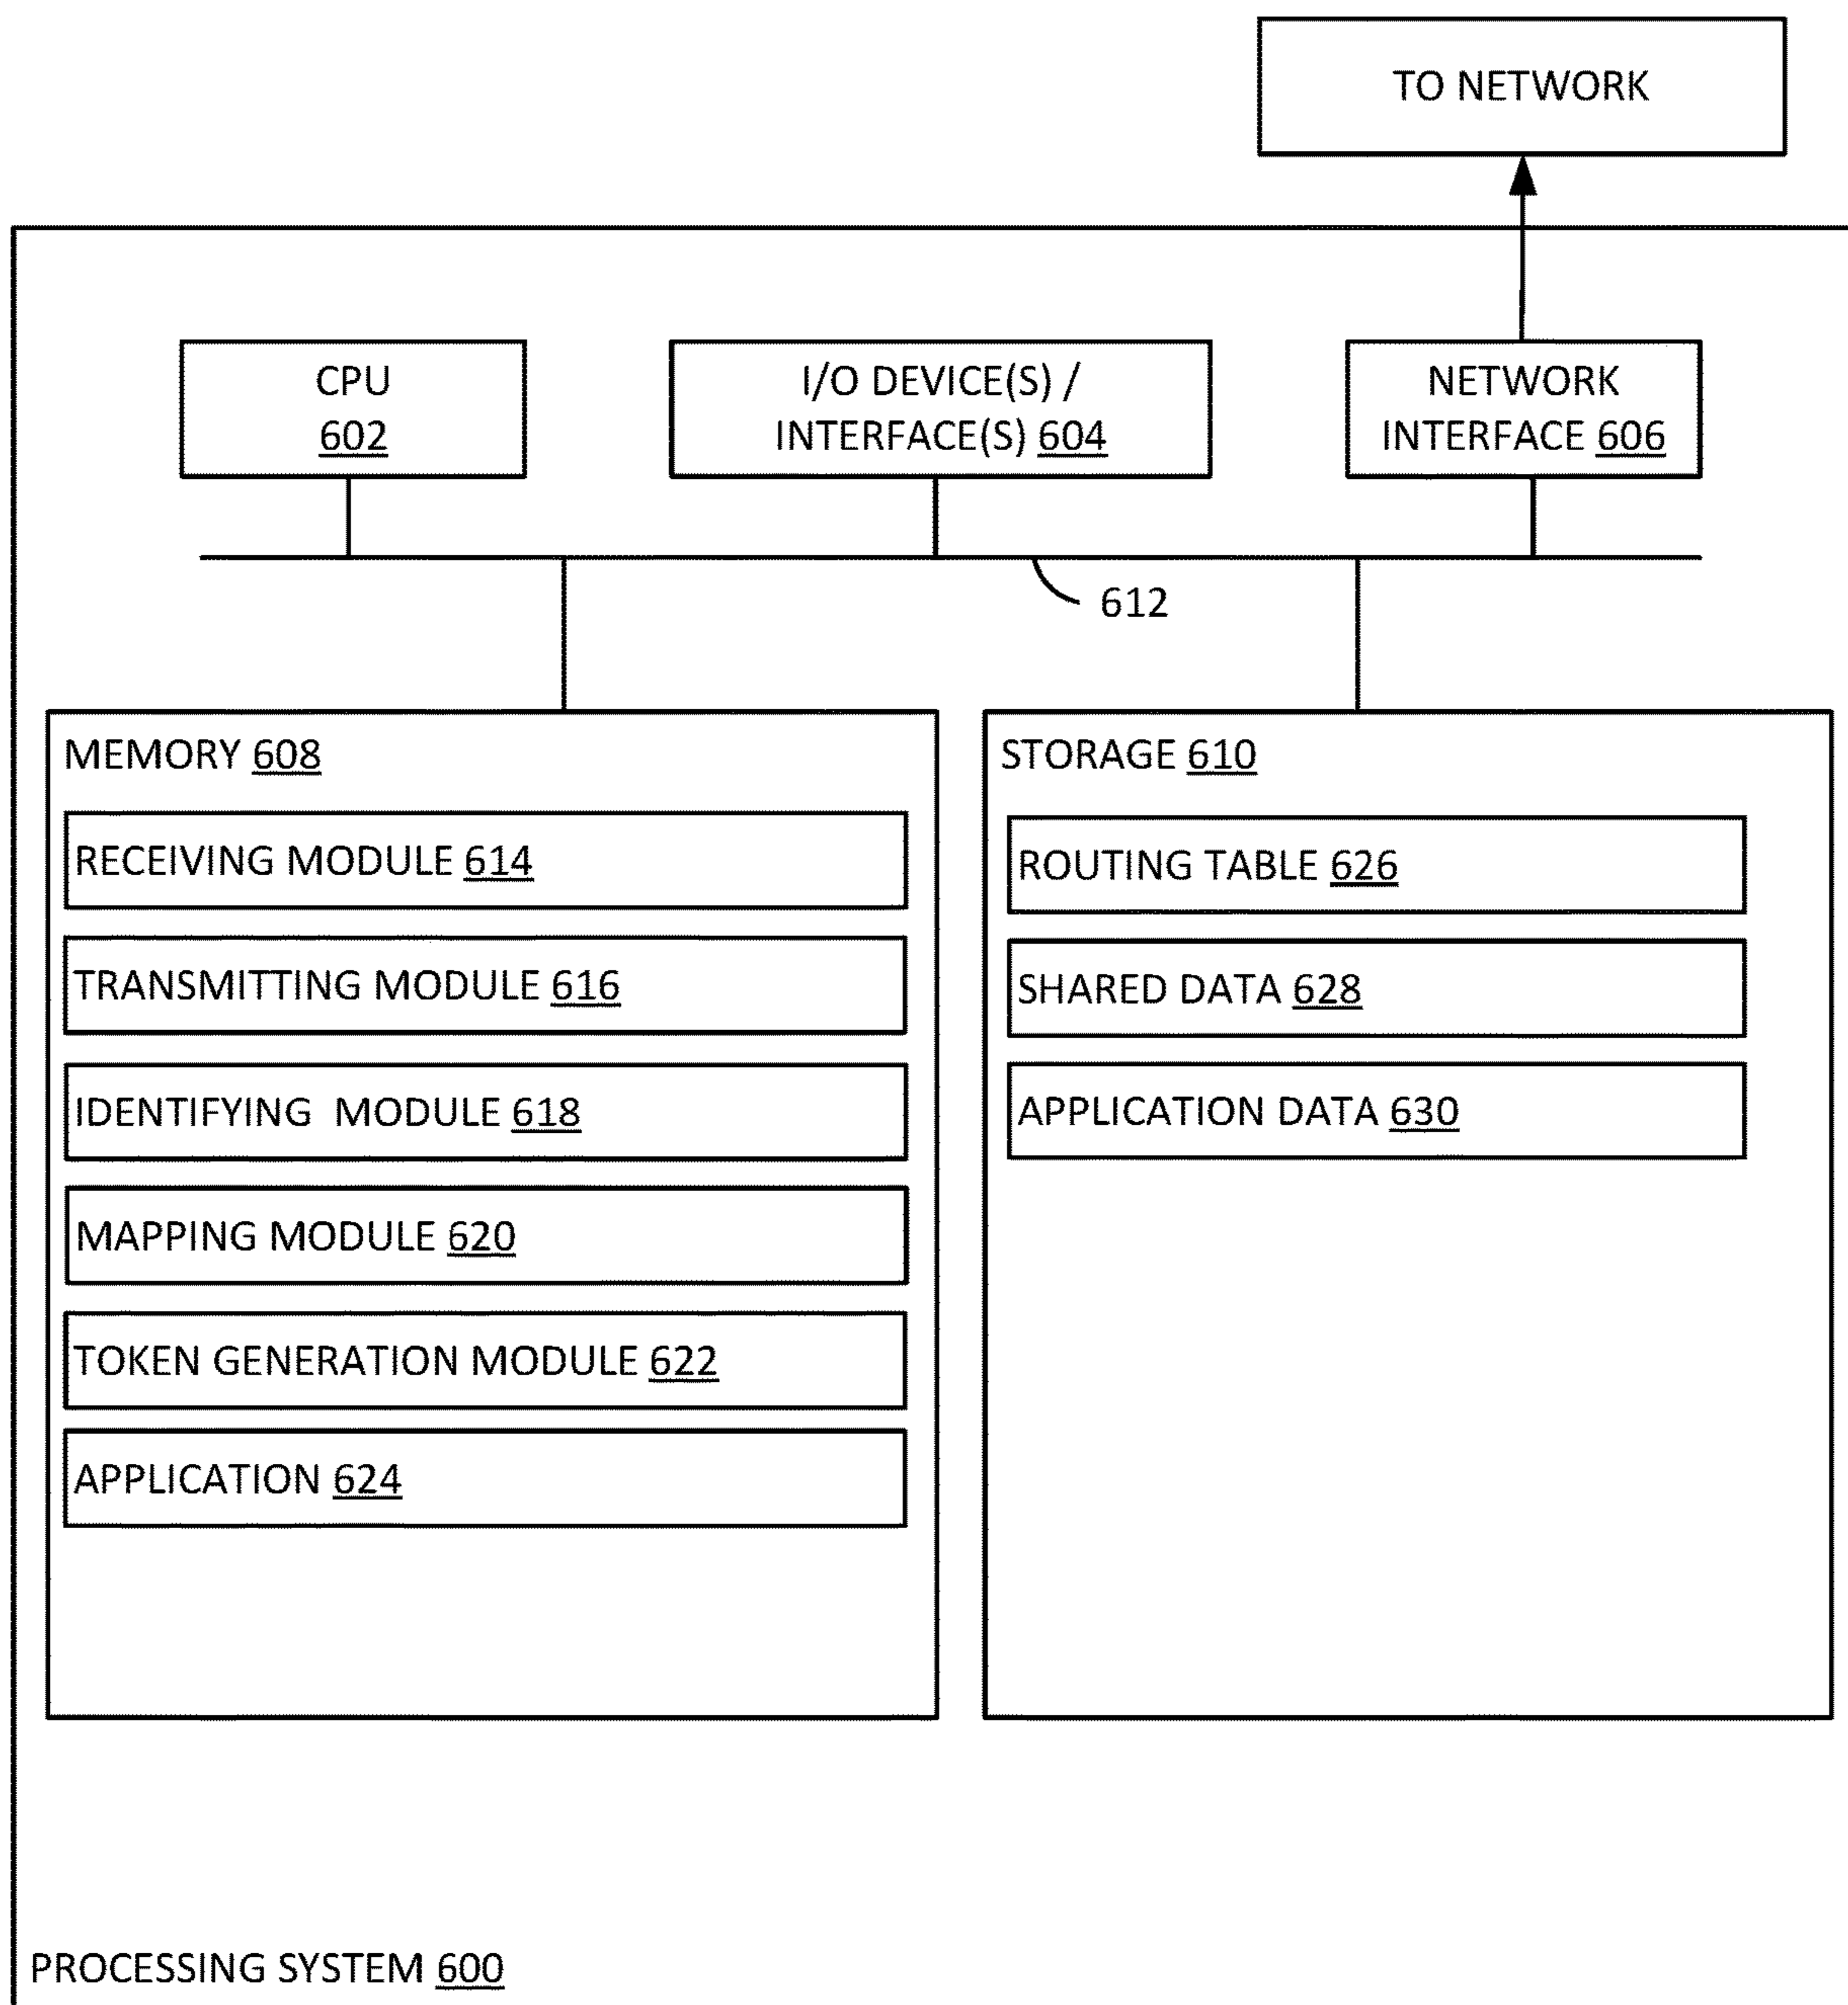 TO NETWORK
CPU
602
I/O DEVICE(S) /
INTERFACE(S) 604
NETWORK
INTERFACE 606
612
MEMORY 608
RECEIVING MODULE 614
TRANSMITTING MODULE 616
IDENTIFYING MODULE 618
MAPPING MODULE 620
TOKEN GENERATION MODULE 622
APPLICATION 624
STORAGE 610
ROUTING TABLE 626
SHARED DATA 628
APPLICATION DATA 630
PROCESSING SYSTEM 600